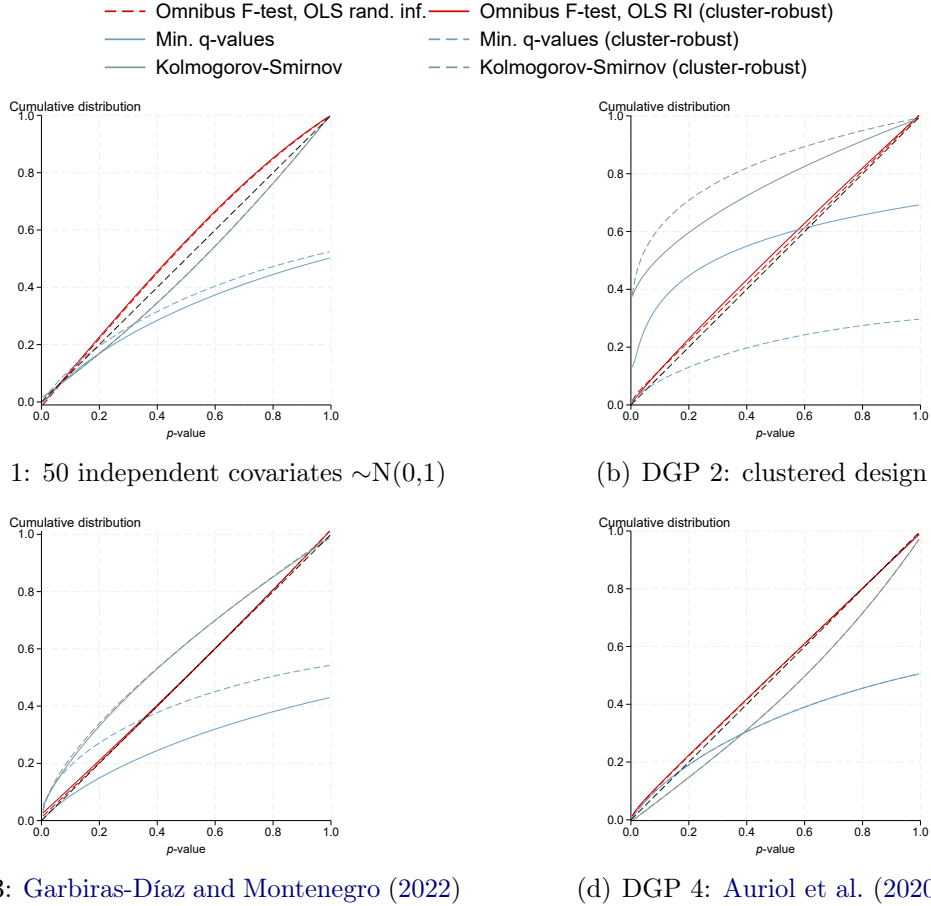 Omnibus F-test, OLS rand. inf. Omnibus F-test, OLS RI (cluster-robust)
Min. q-values Min. q-values (cluster-robust)
Kolmogorov-Smirnov Kolmogorov-Smirnov (cluster-robust)
Cumulative distribution
1.0
0.8
0.6
0.4
0.2
0.0
0.0 0.2 0.4 0.6 0.8 1.0
p-value
1: 50 independent covariates ∼N(0,1)
Cumulative distribution
1.0
0.8
0.6
0.4
0.2
0.0
0.0 0.2 0.4 0.6 0.8 1.0
p-value
(b) DGP 2: clustered design
Cumulative distribution
1.0
0.8
0.6
0.4
0.2
0.0
0.0 0.2 0.4 0.6 0.8 1.0
p-value
3: Garbiras-Díaz and Montenegro (2022)
Cumulative distribution
1.0
0.8
0.6
0.4
0.2
0.0
0.0 0.2 0.4 0.6 0.8 1.0
p-value
(d) DGP 4: Auriol et al. (2020